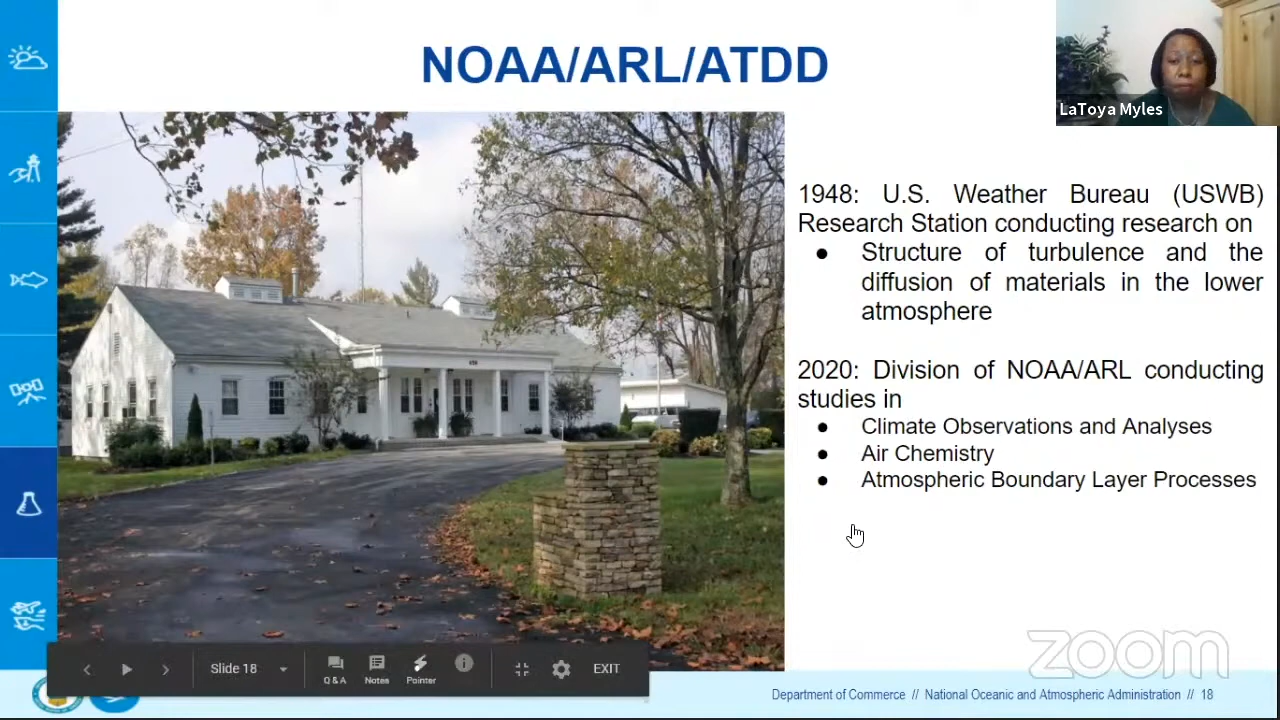 NOAA/ARL/ATDD
LaToya Myles
1948: U.S. Weather Bureau (USWB)
Research Station conducting research on
● Structure of turbulence and the
diffusion of materials in the lower
atmosphere
2020: Division of NOAA/ARL conducting
studies in
● Climate Observations and Analyses
● Air Chemistry
● Atmospheric Boundary Layer Processes
zoom
Slide 18
Q & A
Notes
Pointer
EXIT
Department of Commerce // National Oceanic and Atmospheric Administration // 18